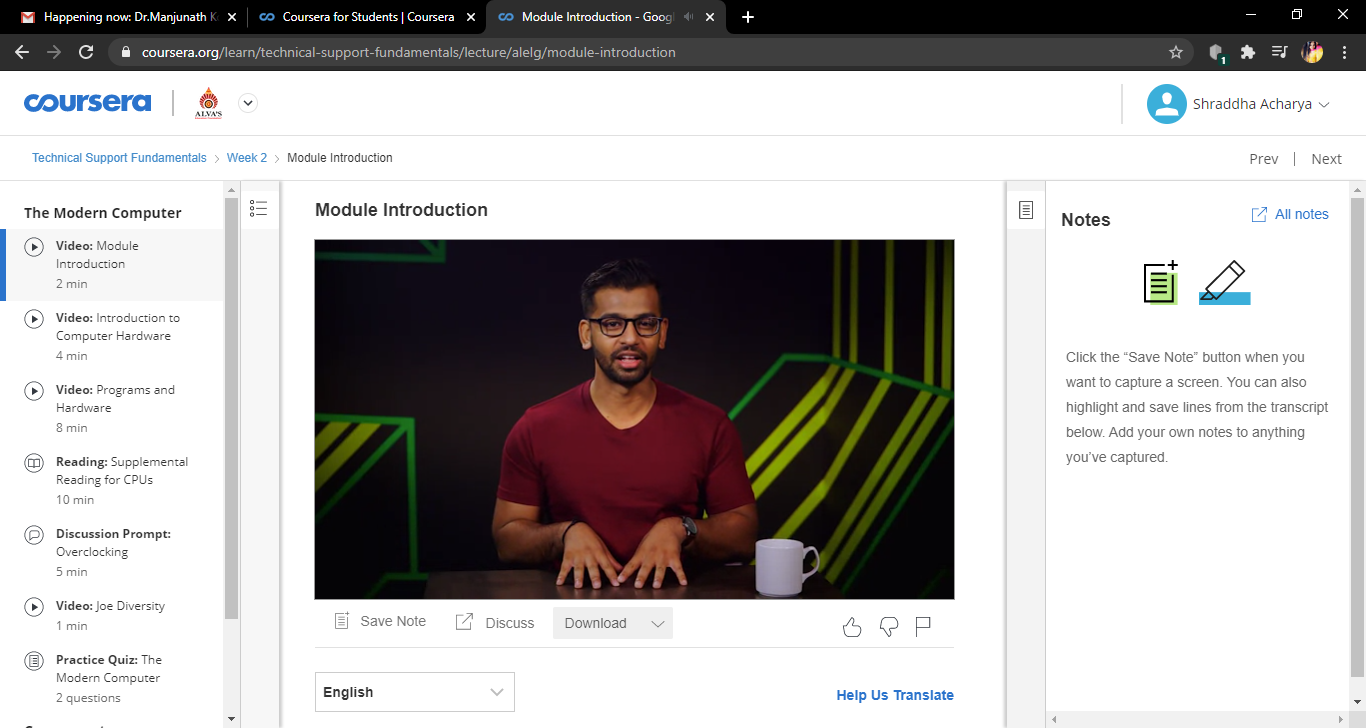 Happening now: Dr.Manjunath K
Coursera for Students | Coursera
Module Introduction - Goog
coursera.org/learn/technical-support-fundamentals/lecture/alelg/module-introduction
1
coursera
ALVA'S
Shraddha Acharya
Technical Support Fundamentals
Week 2
Module Introduction
Prev | Next
The Modern Computer
Video: Module
Introduction
2 min
Video: Introduction to
Computer Hardware
4 min
Video: Programs and
Hardware
8 min
Reading: Supplemental
Reading for CPUs
10 min
Discussion Prompt:
Overclocking
5 min
Video: Joe Diversity
1 min
Practice Quiz: The
Modern Computer
2 questions
Module Introduction
Save Note
Discuss
Download
English
Help Us Translate
Notes
All notes
Click the “Save Note” button when you
want to capture a screen. You can also
highlight and save lines from the transcript
below. Add your own notes to anything
you’ve captured.